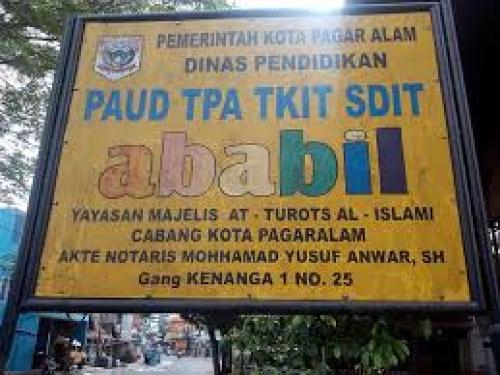 PEMERINTAH KOTA PAGAR ALAM
DINAS PENDIDIKAN
PAUD TPA TKIT SDIT
ababil
YAYASAN MAJELIS AT - TUROTS AL - ISLAMI
CABANG KOTA PAGARALAM
AKTE NOTARIS MOHHAMAD YUSUF ANWAR, SH
Gang KENANGA 1 NO. 25